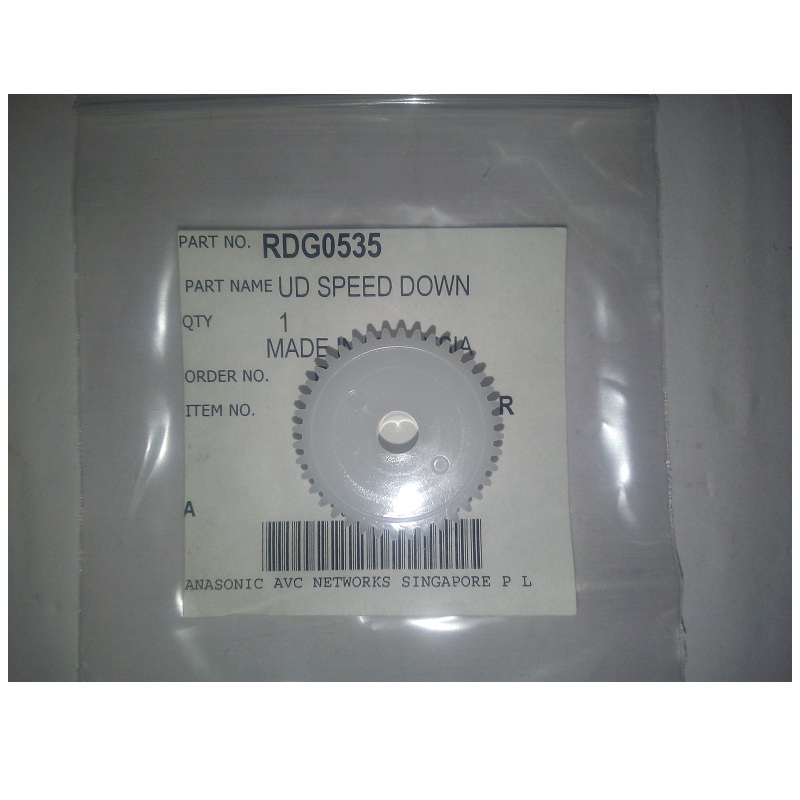 PART NO. RDG0535
PART NAME UD SPEED DOWN
QTY 1
MADE
ORDER NO.
ITEM NO. R
A
ANASONIC AVC NETWORKS SINGAPORE P L